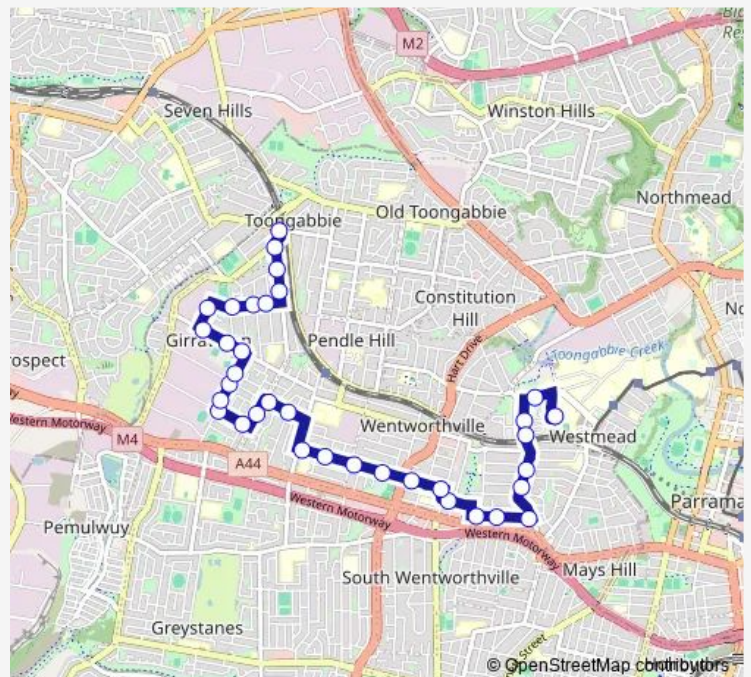 M2
Seven Hills
Winston Hills
Northmead
Toongabbie
Old Toongabbie
Constitution
Hill
Toongabbie Creek
Pendle Hill
Hart Drive
rospect
Wentworthville
Westmead
Western Motorway
M4
A44
Western Motorway
Parrama
Western Motorway
Pemulwuy
South Wentworthville
Mays Hill
Greystanes
Street
© OpenStreetMap contributors